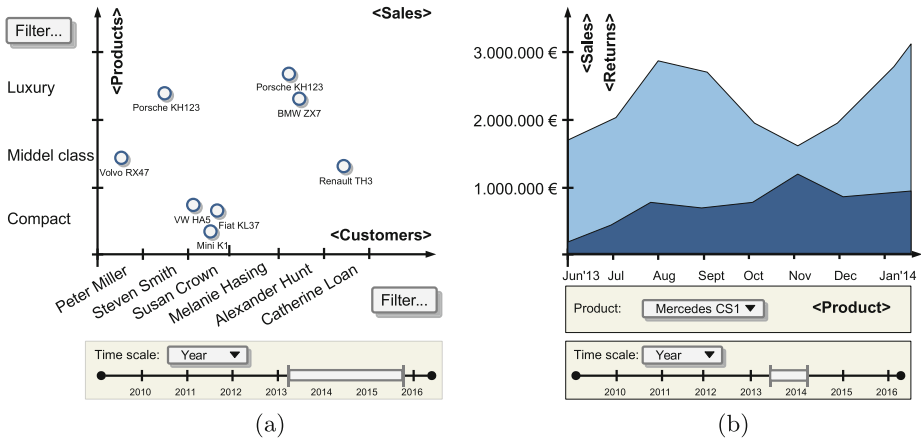 <Sales>
Filter...
<Products>
Luxury
Porsche KH123
Porsche KH123
BMW ZX7
Middel class
Volvo RX47
Renault TH3
Compact
VW HA5
Fiat KL37
Mini K1
<Customers>
Peter Miller
Steven Smith
Susan Crown
Melanie Hasing
Alexander Hunt
Catherine Loan
Filter...
Time scale: Year
2010 2011 2012 2013 2014 2015 2016
(a)
<Sales>
<Returns>
3.000.000 €
2.000.000 €
1.000.000 €
Jun'13 Jul Aug Sept Oct Nov Dec Jan'14
Product: Mercedes CS1 <Product>
Time scale: Year
2010 2011 2012 2013 2014 2015 2016
(b)